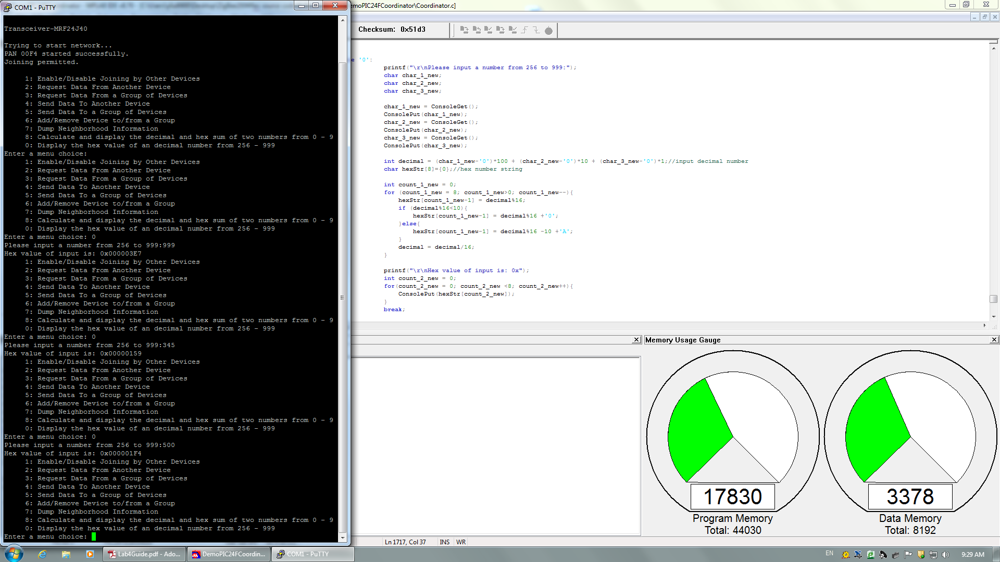 COM1 - PuTTY
Transceiver-MRF24J40
Trying to start network...
PAN 00F4 started successfully.
Joining permitted.
1: Enable/Disable Joining by Other Devices
2: Request Data From Another Device
3: Request Data From a Group of Devices
4: Send Data To Another Device
5: Send Data To a Group of Devices
6: Add/Remove Device to/from a Group
7: Dump Neighborhood Information
8: Calculate and display the decimal and hex sum of two numbers from 0 - 9
0: Display the hex value of an decimal number from 256 - 999
Enter a menu choice:
1: Enable/Disable Joining by Other Devices
2: Request Data From Another Device
3: Request Data From a Group of Devices
4: Send Data To Another Device
5: Send Data To a Group of Devices
6: Add/Remove Device to/from a Group
7: Dump Neighborhood Information
8: Calculate and display the decimal and hex sum of two numbers from 0 - 9
0: Display the hex value of an decimal number from 256 - 999
Enter a menu choice: 0
Please input a number from 256 to 999:999
Hex value of input is: 0x000003E7
1: Enable/Disable Joining by Other Devices
2: Request Data From Another Device
3: Request Data From a Group of Devices
4: Send Data To Another Device
5: Send Data To a Group of Devices
6: Add/Remove Device to/from a Group
7: Dump Neighborhood Information
8: Calculate and display the decimal and hex sum of two numbers from 0 - 9
0: Display the hex value of an decimal number from 256 - 999
Enter a menu choice: 0
Please input a number from 256 to 999:345
Hex value of input is: 0x00000159
1: Enable/Disable Joining by Other Devices
2: Request Data From Another Device
3: Request Data From a Group of Devices
4: Send Data To Another Device
5: Send Data To a Group of Devices
6: Add/Remove Device to/from a Group
7: Dump Neighborhood Information
8: Calculate and display the decimal and hex sum of two numbers from 0 - 9
0: Display the hex value of an decimal number from 256 - 999
Enter a menu choice: 0
Please input a number from 256 to 999:500
Hex value of input is: 0x000001F4
1: Enable/Disable Joining by Other Devices
2: Request Data From Another Device
3: Request Data From a Group of Devices
4: Send Data To Another Device
5: Send Data To a Group of Devices
6: Add/Remove Device to/from a Group
7: Dump Neighborhood Information
8: Calculate and display the decimal and hex sum of two numbers from 0 - 9
0: Display the hex value of an decimal number from 256 - 999
Enter a menu choice:
emoPIC24FCoordinator\Coordinator.c]
Checksum: 0x51d3
e '0':
printf("\r\nPlease input a number from 256 to 999:");
char char_1_new;
char char_2_new;
char char_3_new;
char_1_new = ConsoleGet();
ConsolePut(char_1_new);
char_2_new = ConsoleGet();
ConsolePut(char_2_new);
char_3_new = ConsoleGet();
ConsolePut(char_3_new);
int decimal = (char_1_new-'0')*100 + (char_2_new-'0')*10 + (char_3_new-'0')*1;//input decimal number
char hexStr[8]={0};//hex number string
int count_1_new = 0;
for (count_1_new = 8; count_1_new>0; count_1_new--){
hexStr[count_1_new-1] = decimal%16;
if (decimal%16<10){
hexStr[count_1_new-1] = decimal%16 +'0';
}else{
hexStr[count_1_new-1] = decimal%16 -10 +'A';
}
decimal = decimal/16;
}
printf("\r\nHex value of input is: 0x");
int count_2_new = 0;
for(count_2_new = 0; count_2_new <8; count_2_new++){
ConsolePut(hexStr[count_2_new]);
}
break;
Memory Usage Gauge
17830
Program Memory
Total: 44030
3378
Data Memory
Total: 8192
Ln 1717, Col 37 INS WR
Lab4Guide.pdf - Ado...
DemoPIC24FCoordin...
COM1 - PuTTY
EN
9:29 AM